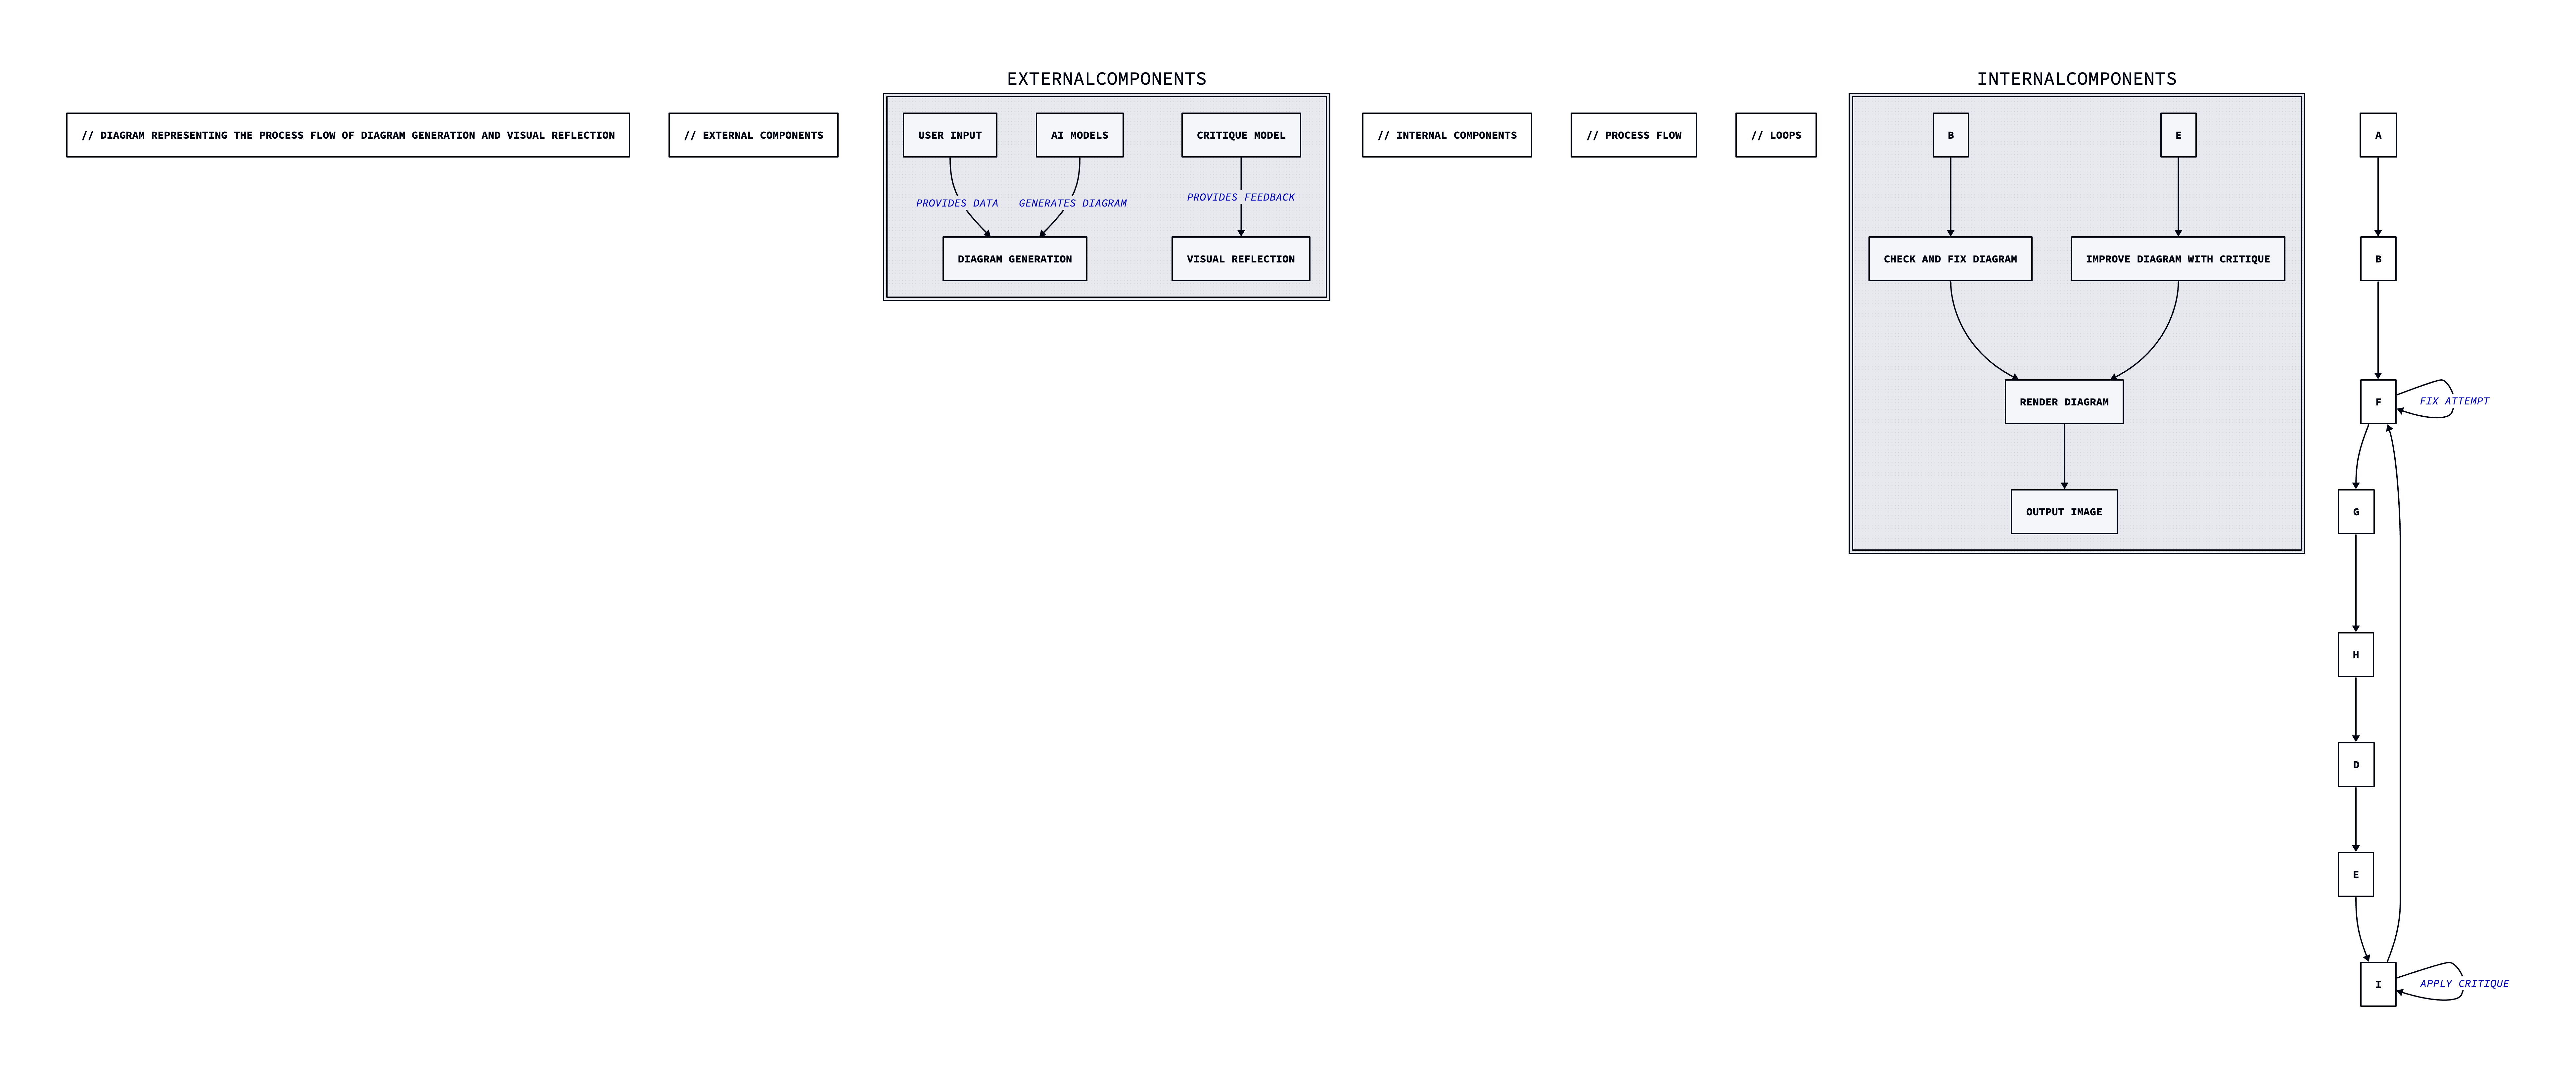 EXTERNALCOMPONENTS
INTERNALCOMPONENTS
// DIAGRAM REPRESENTING THE PROCESS FLOW OF DIAGRAM GENERATION AND VISUAL REFLECTION
// EXTERNAL COMPONENTS
USER INPUT
AI MODELS
CRITIQUE MODEL
// INTERNAL COMPONENTS
// PROCESS FLOW
// LOOPS
B
E
A
PROVIDES DATA
GENERATES DIAGRAM
PROVIDES FEEDBACK
DIAGRAM GENERATION
VISUAL REFLECTION
CHECK AND FIX DIAGRAM
IMPROVE DIAGRAM WITH CRITIQUE
B
RENDER DIAGRAM
F
FIX ATTEMPT
OUTPUT IMAGE
G
H
D
E
I
APPLY CRITIQUE